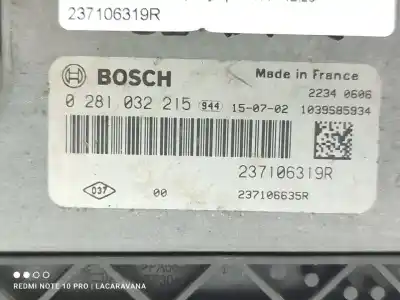 237106319R
BOSCH
Made in France
2234 0606
0 281 032 215 944 15-07-02 1039S85934
237106319R
037
00
237106635R
REDMI NOTE 10 PRO | LACARAVANA